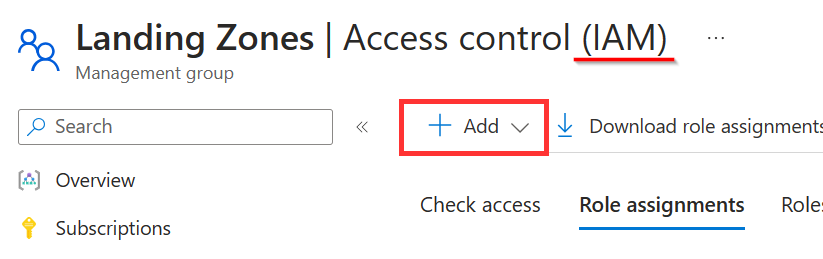 Landing Zones | Access control (IAM) ...
Management group
Search «
+ Add Download role assignments
Overview
Check access Role assignments Roles
Subscriptions